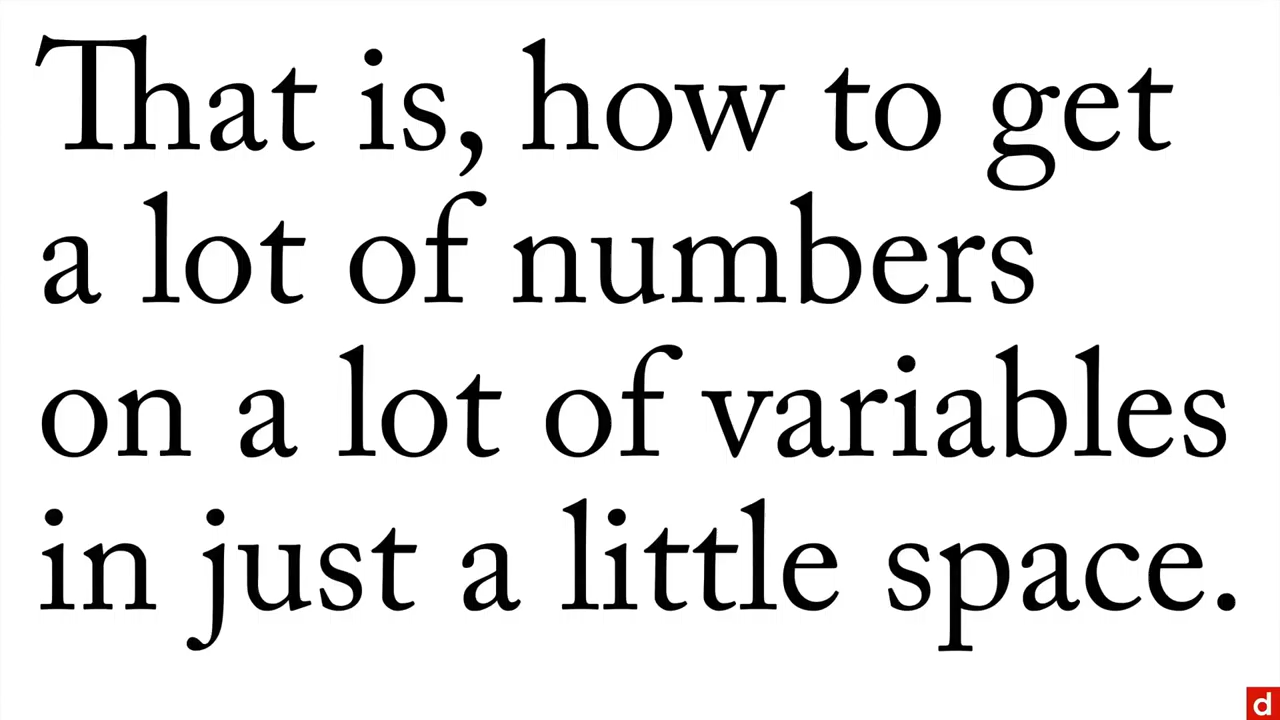 That is, how to get
a lot of numbers
on a lot of variables
in just a little space.
d